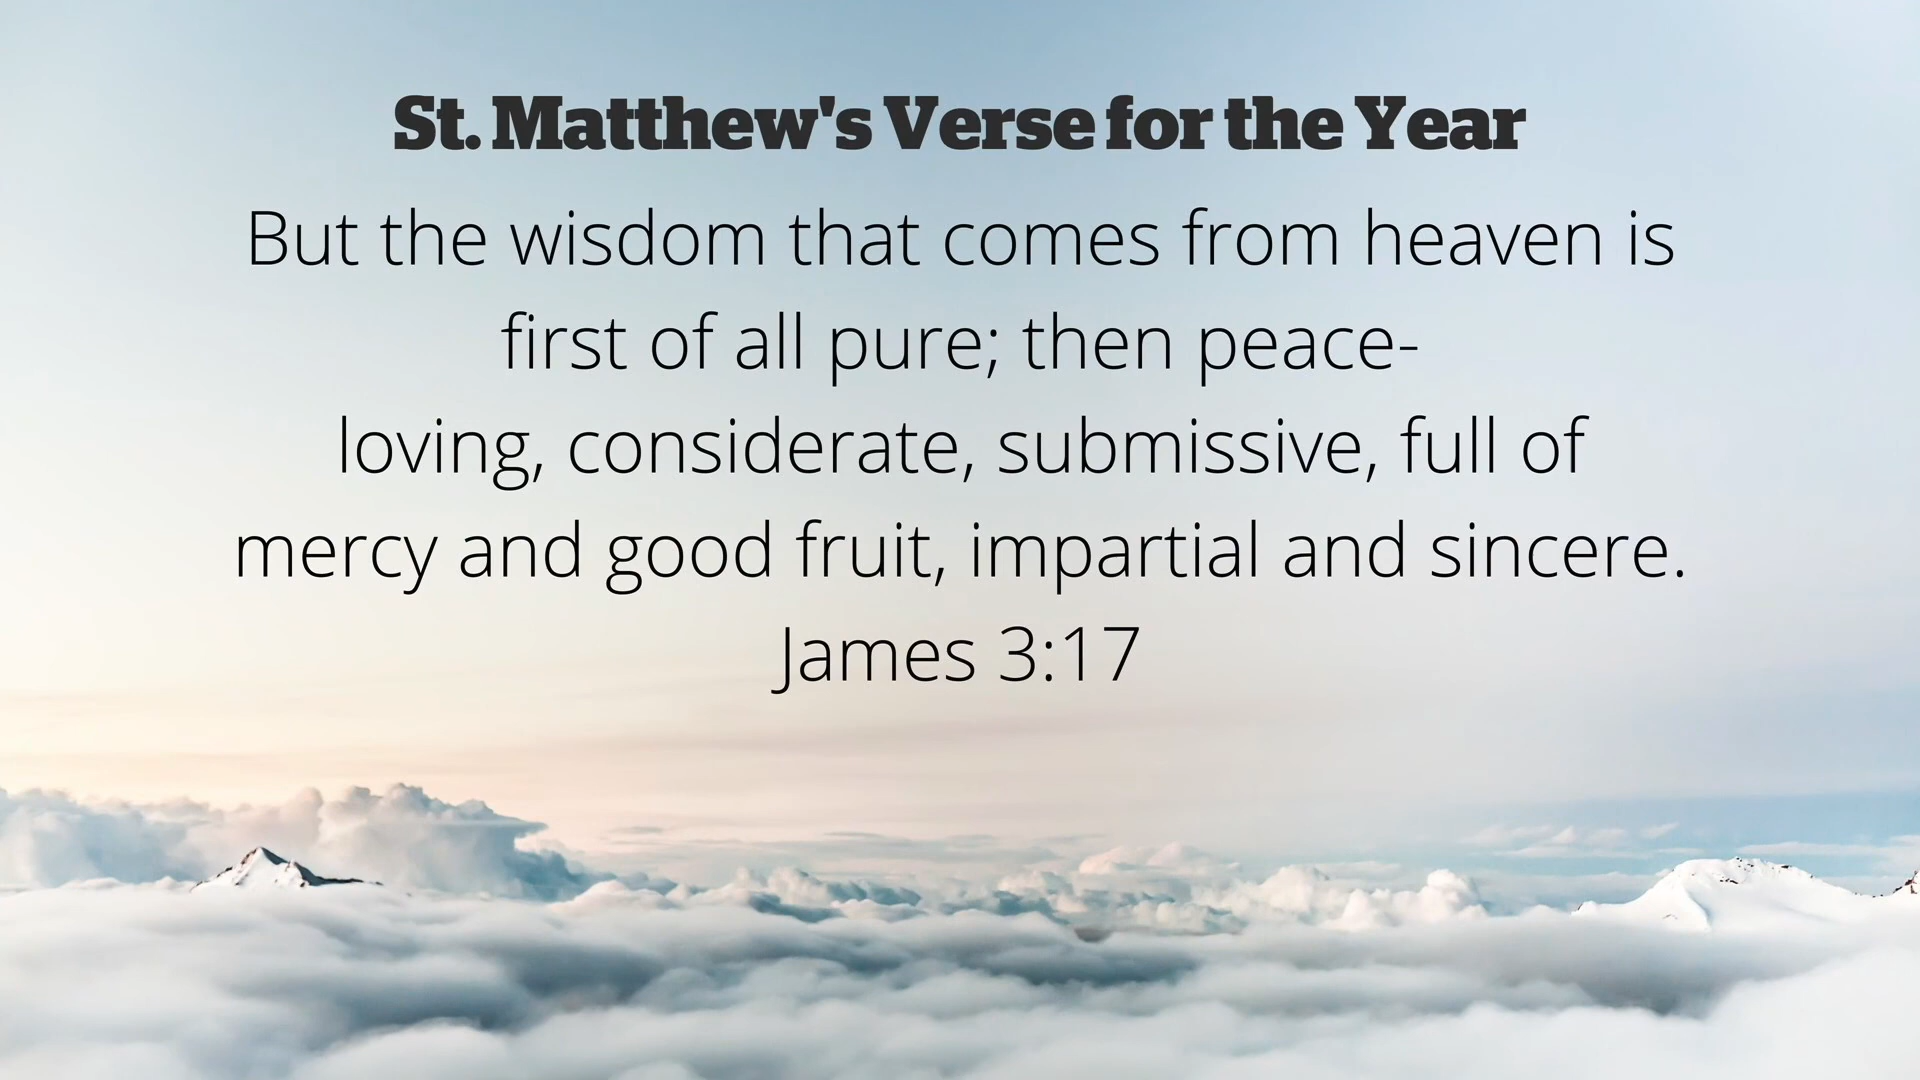 St. Matthew's Verse for the Year
But the wisdom that comes from heaven is
first of all pure; then peace-
loving, considerate, submissive, full of
mercy and good fruit, impartial and sincere.
James 3:17